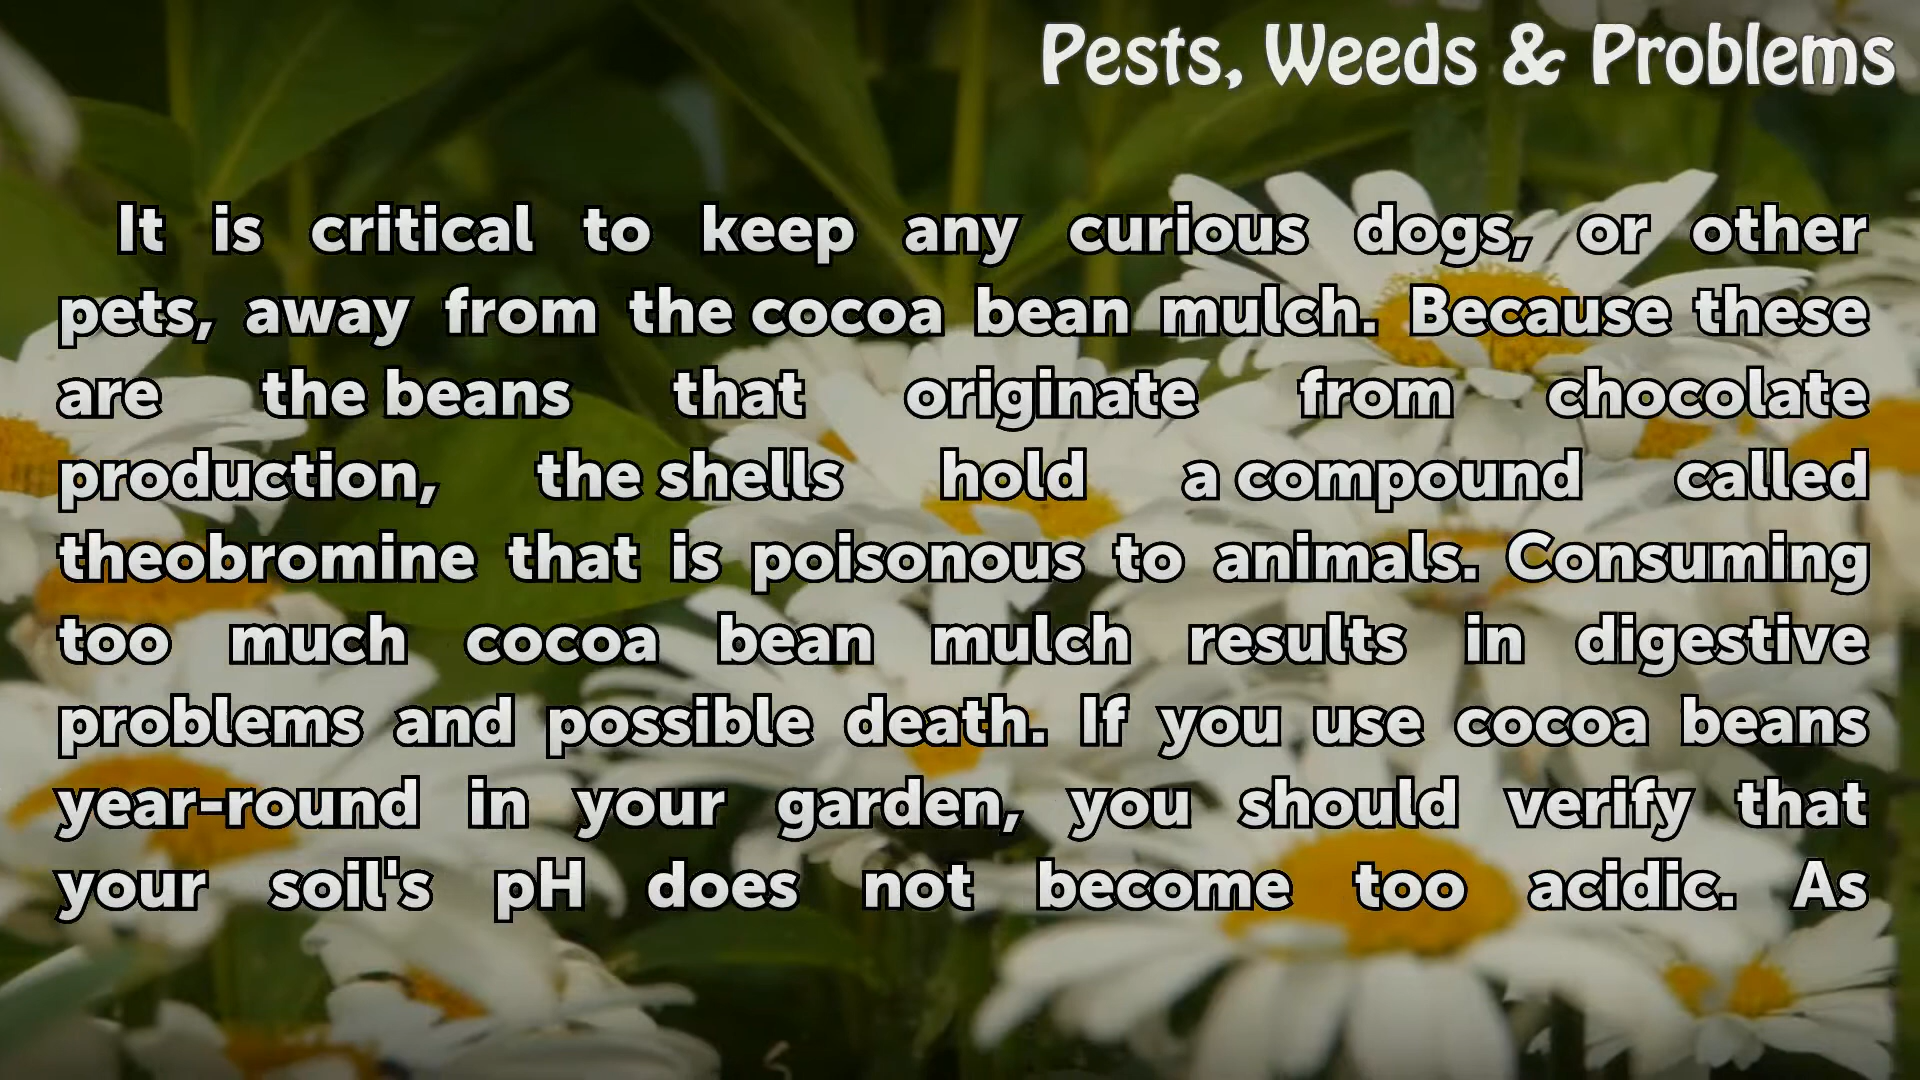 Pests, Weeds & Problems
It is critical to keep any curious dogs, or other
pets, away from the cocoa bean mulch. Because these
are the beans that originate from chocolate
production, the shells hold a compound called
theobromine that is poisonous to animals. Consuming
too much cocoa bean mulch results in digestive
problems and possible death. If you use cocoa beans
year-round in your garden, you should verify that
your soil's pH does not become too acidic. As